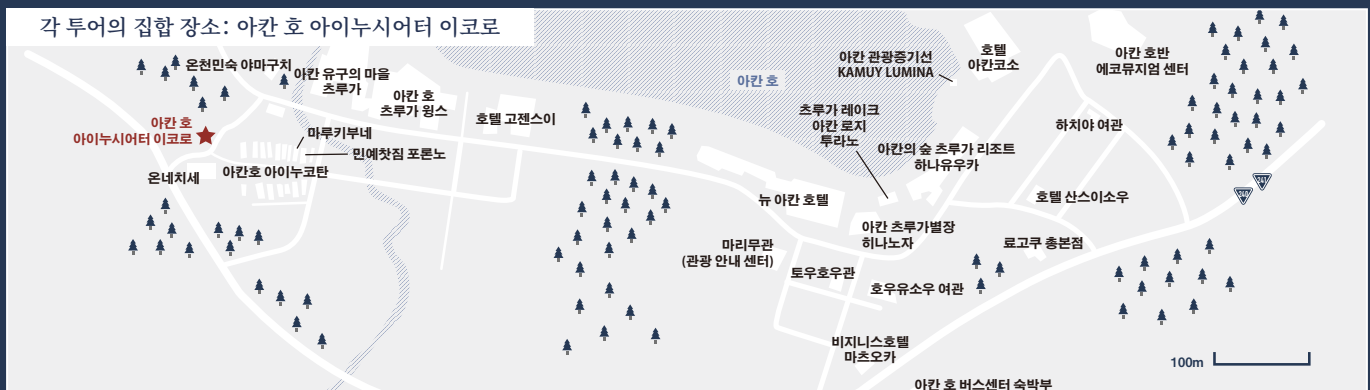 각 투어의 집합 장소: 아칸 호 아이누시어터 이코로
온천민숙 야마구치
아칸 유구의 마을
츠루가
아칸 호
츠루가 윙스
호텔 고젠스이
아칸 호
아이누시어터 이코로
마루키부네
민예찻집 포론노
온네치세
아칸호 아이누코탄
아칸 호
아칸 관광증기선
KAMUY LUMINA
호텔
아칸코소
아칸 호반
에코뮤지엄 센터
츠루가 레이크
아칸 로지
투라노
하치야 여관
아칸의 숲 츠루가 리조트
하나유우카
뉴 아칸 호텔
호텔 산스이소우
아칸 츠루가별장
히나노자
료고쿠 총본점
마리무관
(관광 안내 센터)
토우호우관
호우유소우 여관
비지니스호텔
마츠오카
아칸 호 버스센터 숙박부
100m